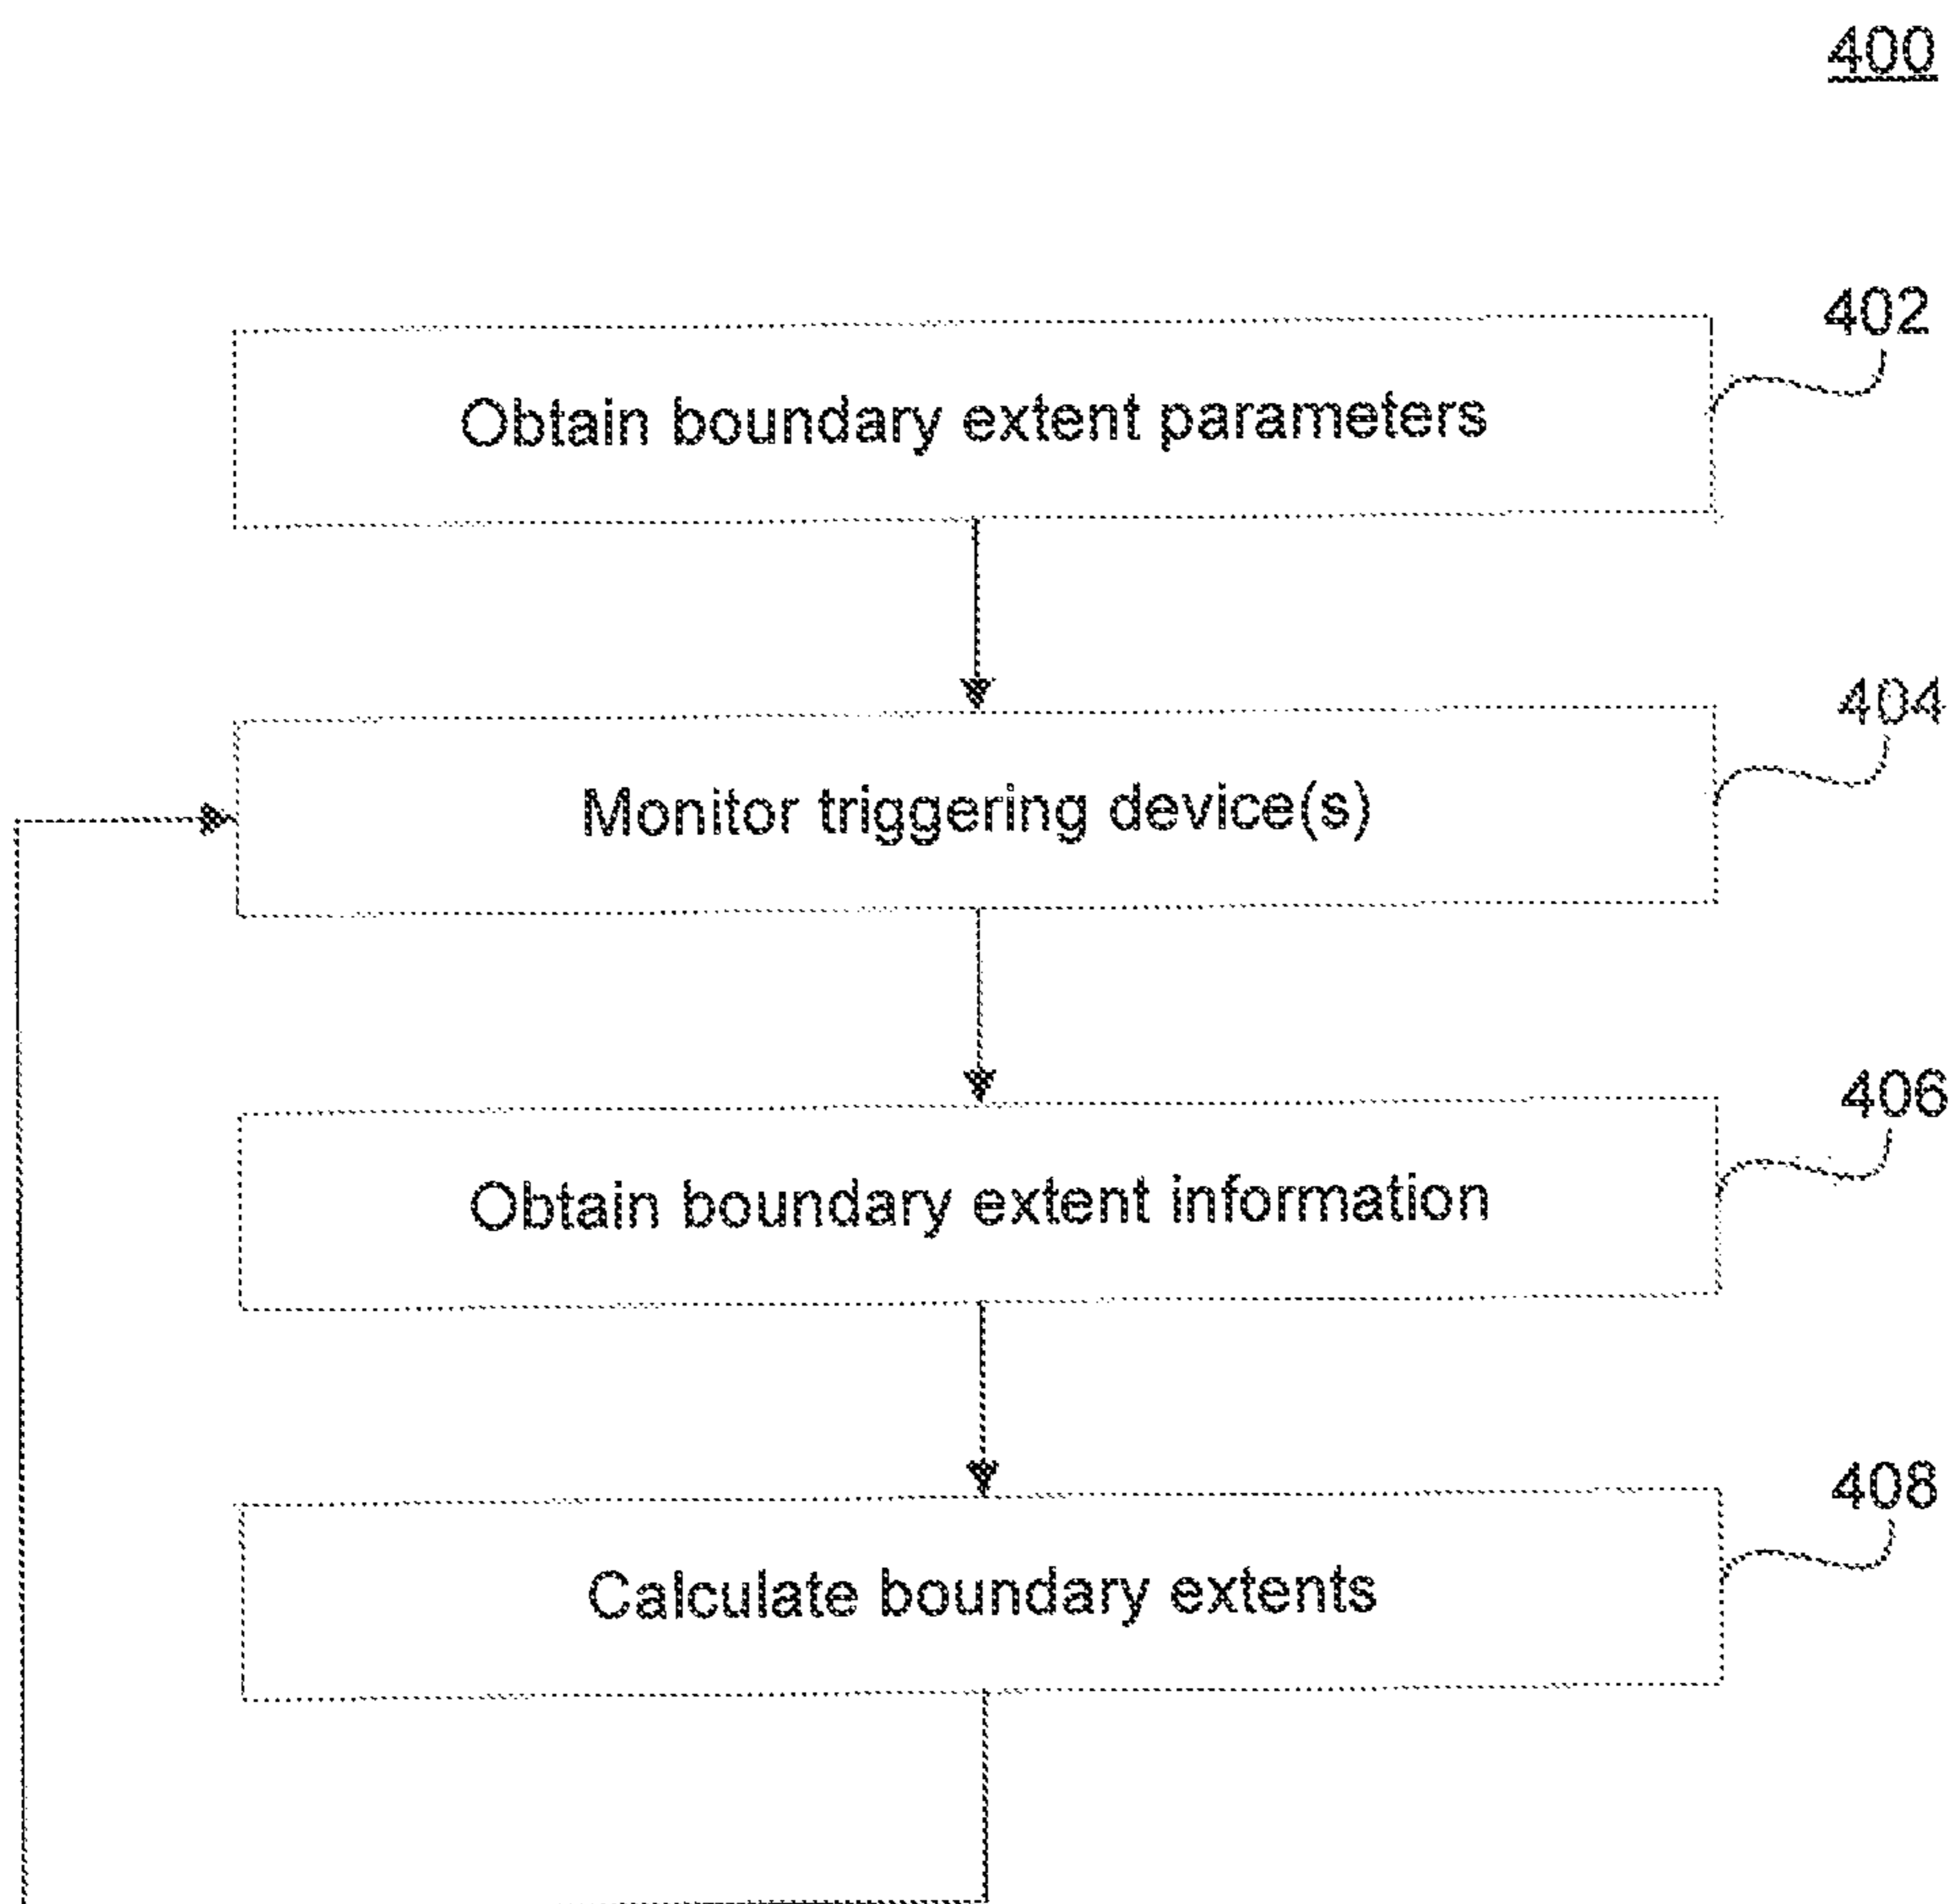 400
402
Obtain boundary extent parameters
404
Monitor triggering device(s)
406
Obtain boundary extent information
408
Calculate boundary extents